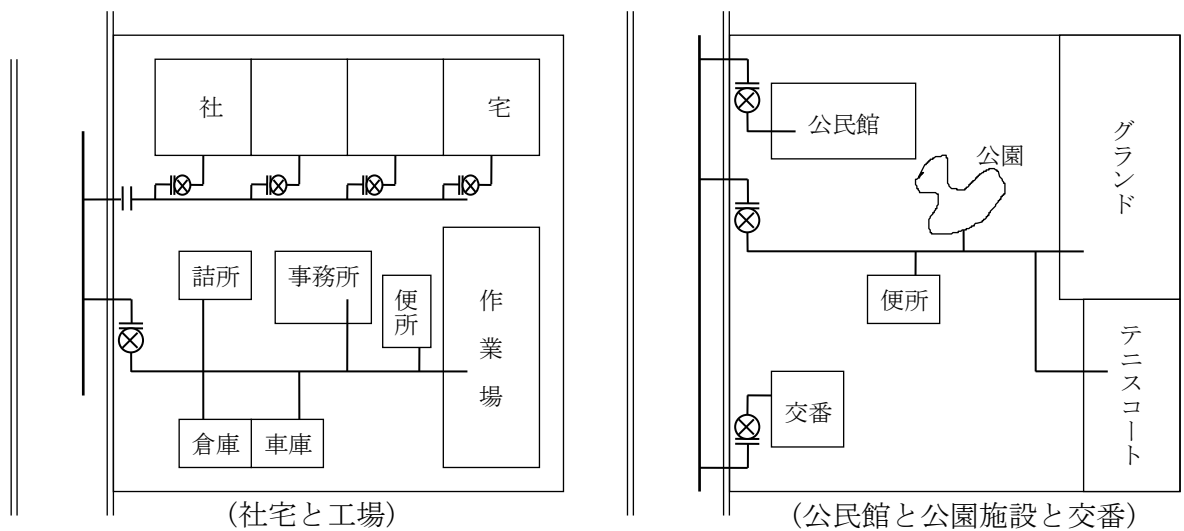 社 宅
詰所
事務所
便所
作業場
倉庫
車庫
(社宅と工場)
公民館
公園
グランド
便所
テニスコート
交番
(公民館と公園施設と交番)